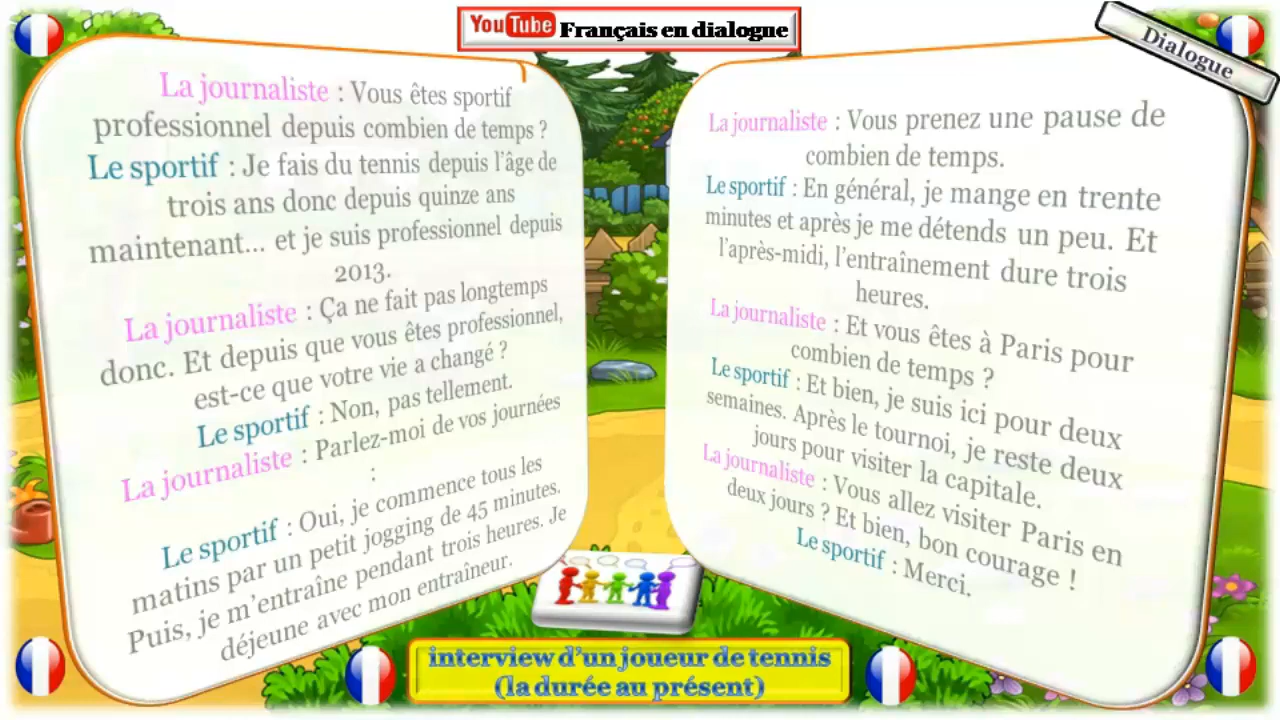 YouTube Français en dialogue
Dialogue
La journaliste : Vous êtes sportif
professionnel depuis combien de temps ?
Le sportif : Je fais du tennis depuis l’âge de
trois ans donc depuis quinze ans
maintenant... et je suis professionnel depuis
2013.
La journaliste : Ça ne fait pas longtemps
donc. Et depuis que vous êtes professionnel,
est-ce que votre vie a changé ?
Le sportif : Non, pas tellement.
La journaliste : Parlez-moi de vos journées
:
Le sportif : Oui, je commence tous les
matins par un petit jogging de 45 minutes.
Puis, je m’entraîne pendant trois heures. Je
déjeune avec mon entraîneur.
La journaliste : Vous prenez une pause de
combien de temps.
Le sportif : En général, je mange en trente
minutes et après je me détends un peu. Et
l’après-midi, l’entraînement dure trois
heures.
La journaliste : Et vous êtes à Paris pour
combien de temps ?
Le sportif : Et bien, je suis ici pour deux
semaines. Après le tournoi, je reste deux
jours pour visiter la capitale.
La journaliste : Vous allez visiter Paris en
deux jours ? Et bien, bon courage !
Le sportif : Merci.
interview d’un joueur de tennis
(la durée au présent)